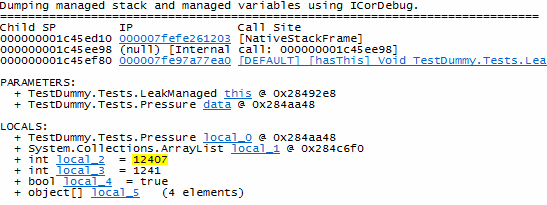 Dumping managed stack and managed variables using ICorDebug.
================================================================================
Child SP IP Call Site
000000001c45ed10 000007fefe261203 [NativeStackFrame]
000000001c45ee98 (null) [Internal call: 000000001c45ee98]
000000001c45ef80 000007fe97a77ea0 [DEFAULT] [hasThis] Void TestDummy.Tests.Lea
PARAMETERS:
+ TestDummy.Tests.LeakManaged this @ 0x28492e8
+ TestDummy.Tests.Pressure data @ 0x284aa48
LOCALS:
+ TestDummy.Tests.Pressure local_0 @ 0x284aa48
+ System.Collections.ArrayList local_1 @ 0x284c6f0
+ int local_2 = 12407
+ int local_3 = 1241
+ bool local_4 = true
+ object[] local_5 (4 elements)